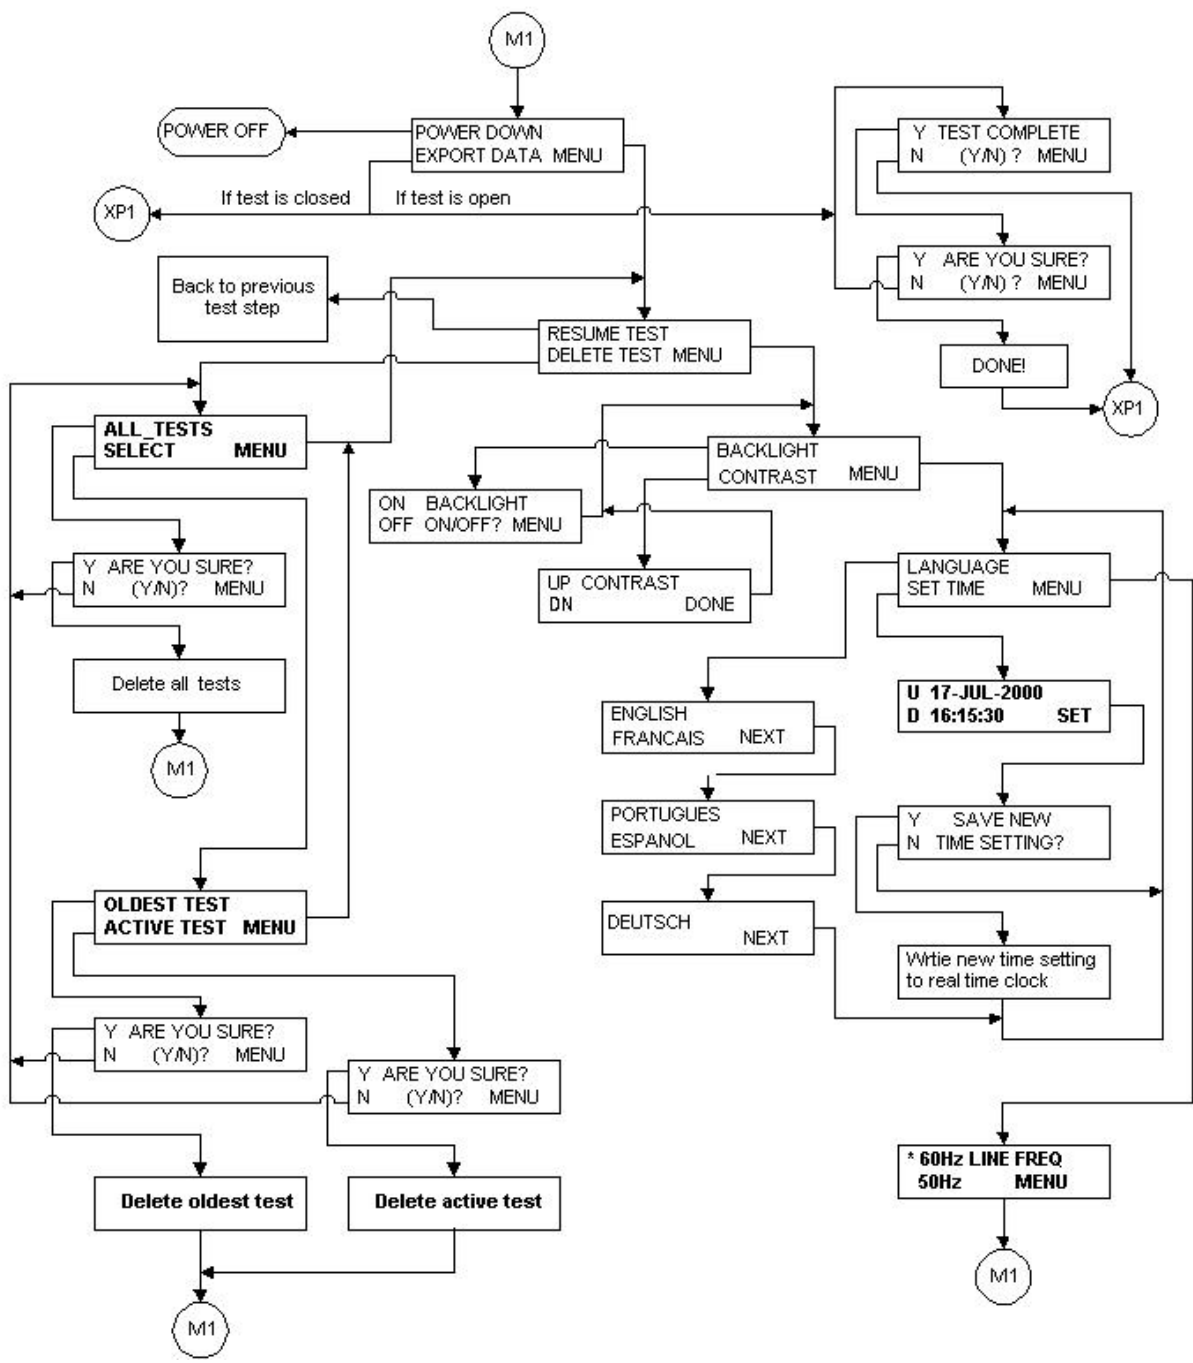 M1
POWER OFF
POWER DOWN
EXPORT DATA MENU
Y TEST COMPLETE
N (Y/N) ? MENU
If test is closed
If test is open
XP1
Y ARE YOU SURE?
N (Y/N) ? MENU
Back to previous
test step
RESUME TEST
DELETE TEST MENU
DONE!
XP1
ALL_TESTS
SELECT MENU
BACKLIGHT
CONTRAST MENU
ON BACKLIGHT
OFF ON/OFF? MENU
Y ARE YOU SURE?
N (Y/N)? MENU
UP CONTRAST
DN DONE
LANGUAGE
SET TIME MENU
Delete all tests
M1
ENGLISH
FRANCAIS NEXT
U 17-JUL-2000
D 16:15:30 SET
PORTUGUES
ESPANOL NEXT
Y SAVE NEW
N TIME SETTING?
OLDEST TEST
ACTIVE TEST MENU
DEUTSCH
NEXT
Wrtie new time setting
to real time clock
Y ARE YOU SURE?
N (Y/N)? MENU
Y ARE YOU SURE?
N (Y/N)? MENU
Delete oldest test
Delete active test
* 60Hz LINE FREQ
50Hz MENU
M1
M1